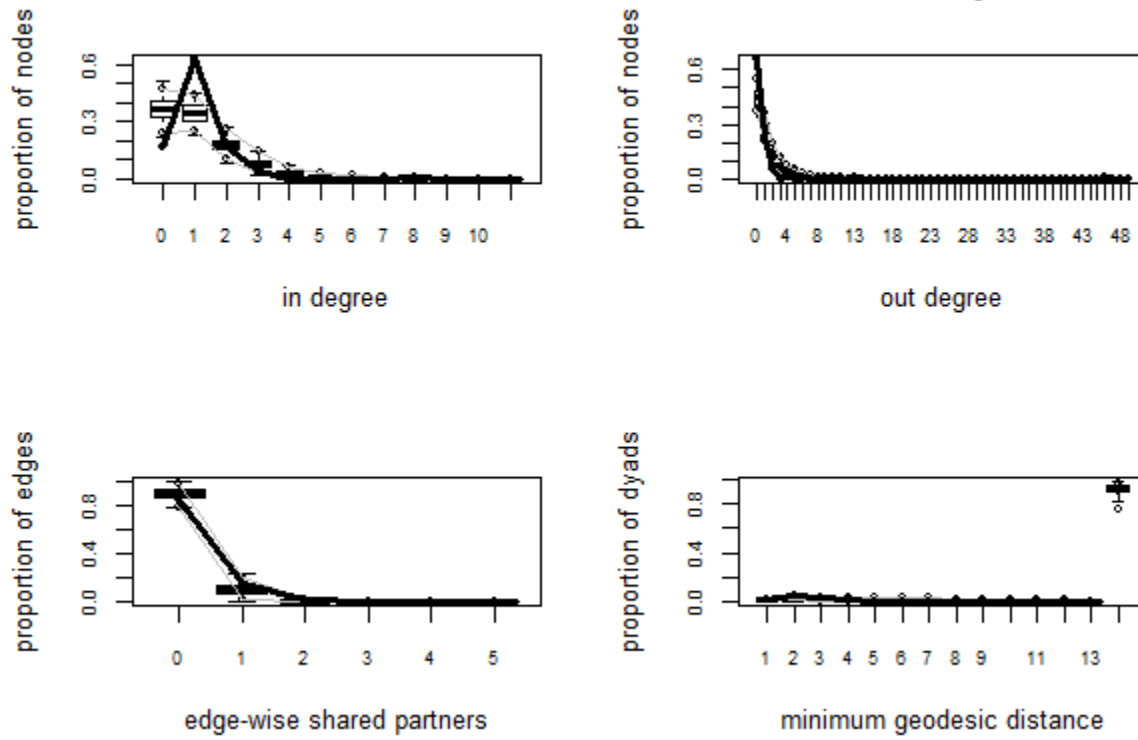 proportion of nodes
0.0 0.3 0.6
0 1 2 3 4 5 6 7 8 9 10
in degree
proportion of nodes
0.0 0.3 0.6
0 4 8 13 18 23 28 33 38 43 48
out degree
proportion of edges
0.0 0.4 0.8
0 1 2 3 4 5
edge-wise shared partners
proportion of dyads
0.0 0.4 0.8
1 2 3 4 5 6 7 8 9 11 13
minimum geodesic distance